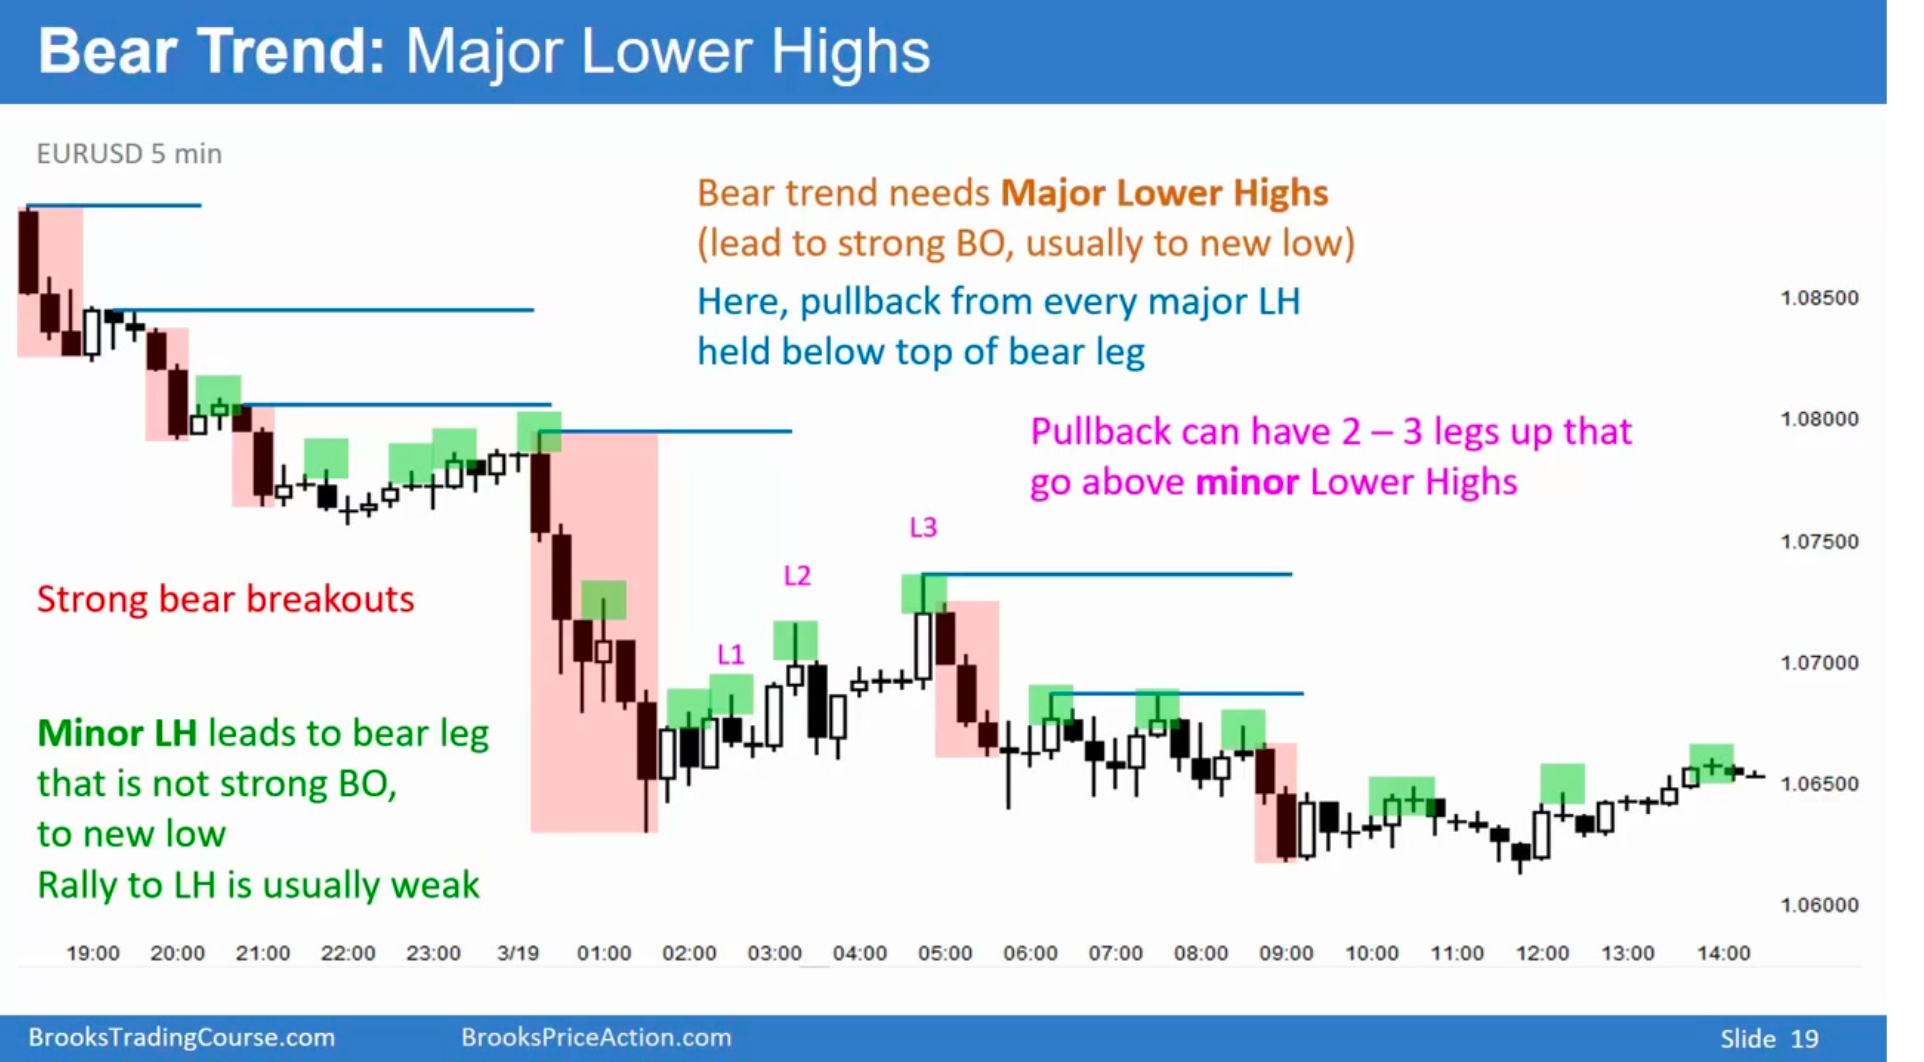 Bear Trend: Major Lower Highs
EURUSD 5 min
Bear trend needs Major Lower Highs
(lead to strong BO, usually to new low)
Here, pullback from every major LH
held below top of bear leg
Pullback can have 2 – 3 legs up that
go above minor Lower Highs
L3
L2
L1
Strong bear breakouts
Minor LH leads to bear leg
that is not strong BO,
to new low
Rally to LH is usually weak
1.08500
1.08000
1.07500
1.07000
1.06500
1.06000
19:00 20:00 21:00 22:00 23:00 3/19 01:00 02:00 03:00 04:00 05:00 06:00 07:00 08:00 09:00 10:00 11:00 12:00 13:00 14:00
BrooksTradingCourse.com BrooksPriceAction.com Slide 19